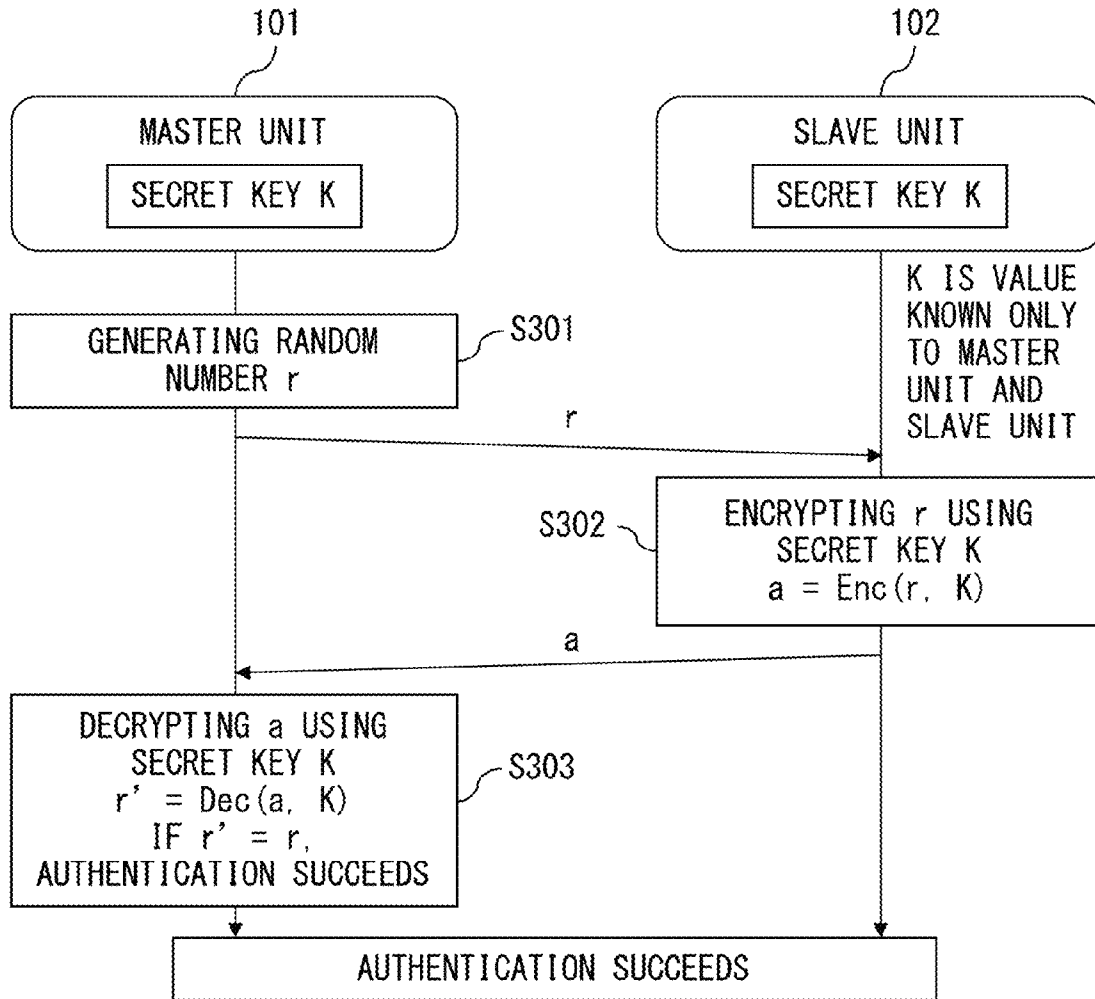 101
102
MASTER UNIT
SECRET KEY K
SLAVE UNIT
SECRET KEY K
K IS VALUE
KNOWN ONLY
TO MASTER
UNIT AND
SLAVE UNIT
GENERATING RANDOM
NUMBER r
S301
r
S302
ENCRYPTING r USING
SECRET KEY K
a = Enc(r, K)
a
DECRYPTING a USING
SECRET KEY K
r' = Dec(a, K)
IF r' = r,
AUTHENTICATION SUCCEEDS
S303
AUTHENTICATION SUCCEEDS